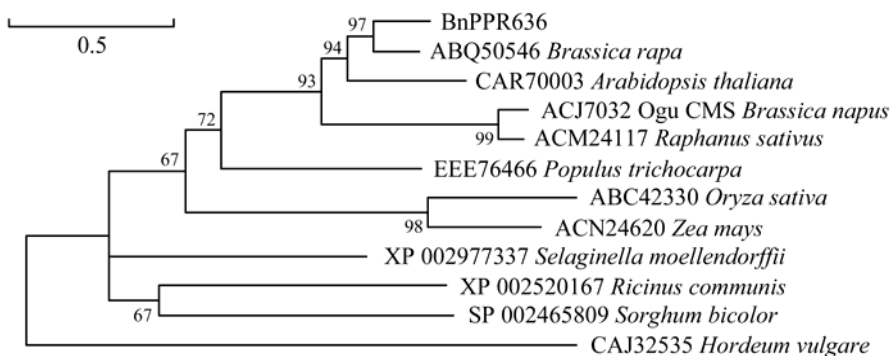 97
BnPPR636
94
ABQ50546 Brassica rapa
93
CAR70003 Arabidopsis thaliana
0.5
ACJ7032 Ogu CMS Brassica napus
72
99
ACM24117 Raphanus sativus
67
EEE76466 Populus trichocarpa
ABC42330 Oryza sativa
98
ACN24620 Zea mays
XP 002977337 Selaginella moellendorffii
XP 002520167 Ricinus communis
67
SP 002465809 Sorghum bicolor
CAJ32535 Hordeum vulgare